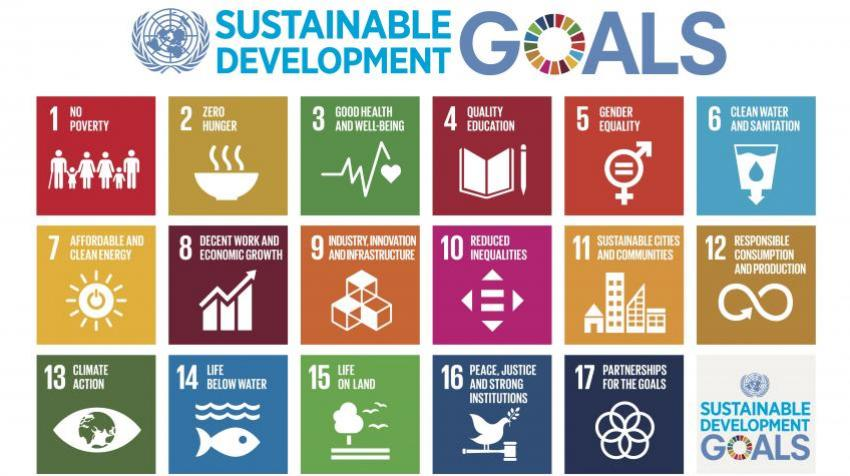 SUSTAINABLE
DEVELOPMENT
GOALS
1 NO
POVERTY
2 ZERO
HUNGER
3 GOOD HEALTH
AND WELL-BEING
4 QUALITY
EDUCATION
5 GENDER
EQUALITY
6 CLEAN WATER
AND SANITATION
7 AFFORDABLE AND
CLEAN ENERGY
8 DECENT WORK AND
ECONOMIC GROWTH
9 INDUSTRY, INNOVATION
AND INFRASTRUCTURE
10 REDUCED
INEQUALITIES
11 SUSTAINABLE CITIES
AND COMMUNITIES
12 RESPONSIBLE
CONSUMPTION
AND PRODUCTION
13 CLIMATE
ACTION
14 LIFE
BELOW WATER
15 LIFE
ON LAND
16 PEACE, JUSTICE
AND STRONG
INSTITUTIONS
17 PARTNERSHIPS
FOR THE GOALS
SUSTAINABLE
DEVELOPMENT
GOALS